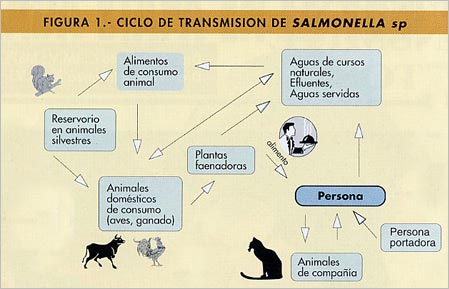 FIGURA 1.- CICLO DE TRANSMISION DE SALMONELLA sp
Alimentos
de consumo
animal
Aguas de cursos
naturales,
Efluentes,
Aguas servidas
Reservorio
en animales
silvestres
Plantas
faenadoras
alimento
Animales
domésticos
de consumo
(aves, ganado)
Persona
Persona
portadora
Animales
de compañía